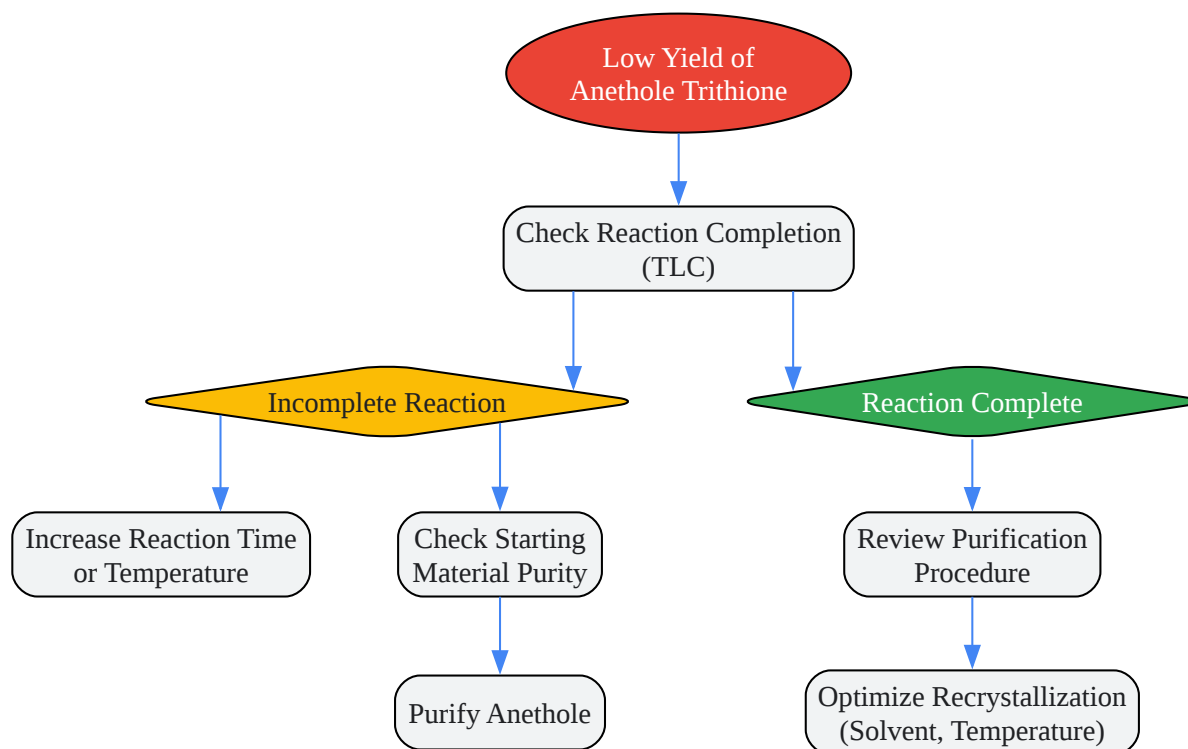 Low Yield of
Anethole Trithione
Check Reaction Completion
(TLC)
Incomplete Reaction
Reaction Complete
Increase Reaction Time
or Temperature
Check Starting
Material Purity
Review Purification
Procedure
Purify Anethole
Optimize Recrystallization
(Solvent, Temperature)